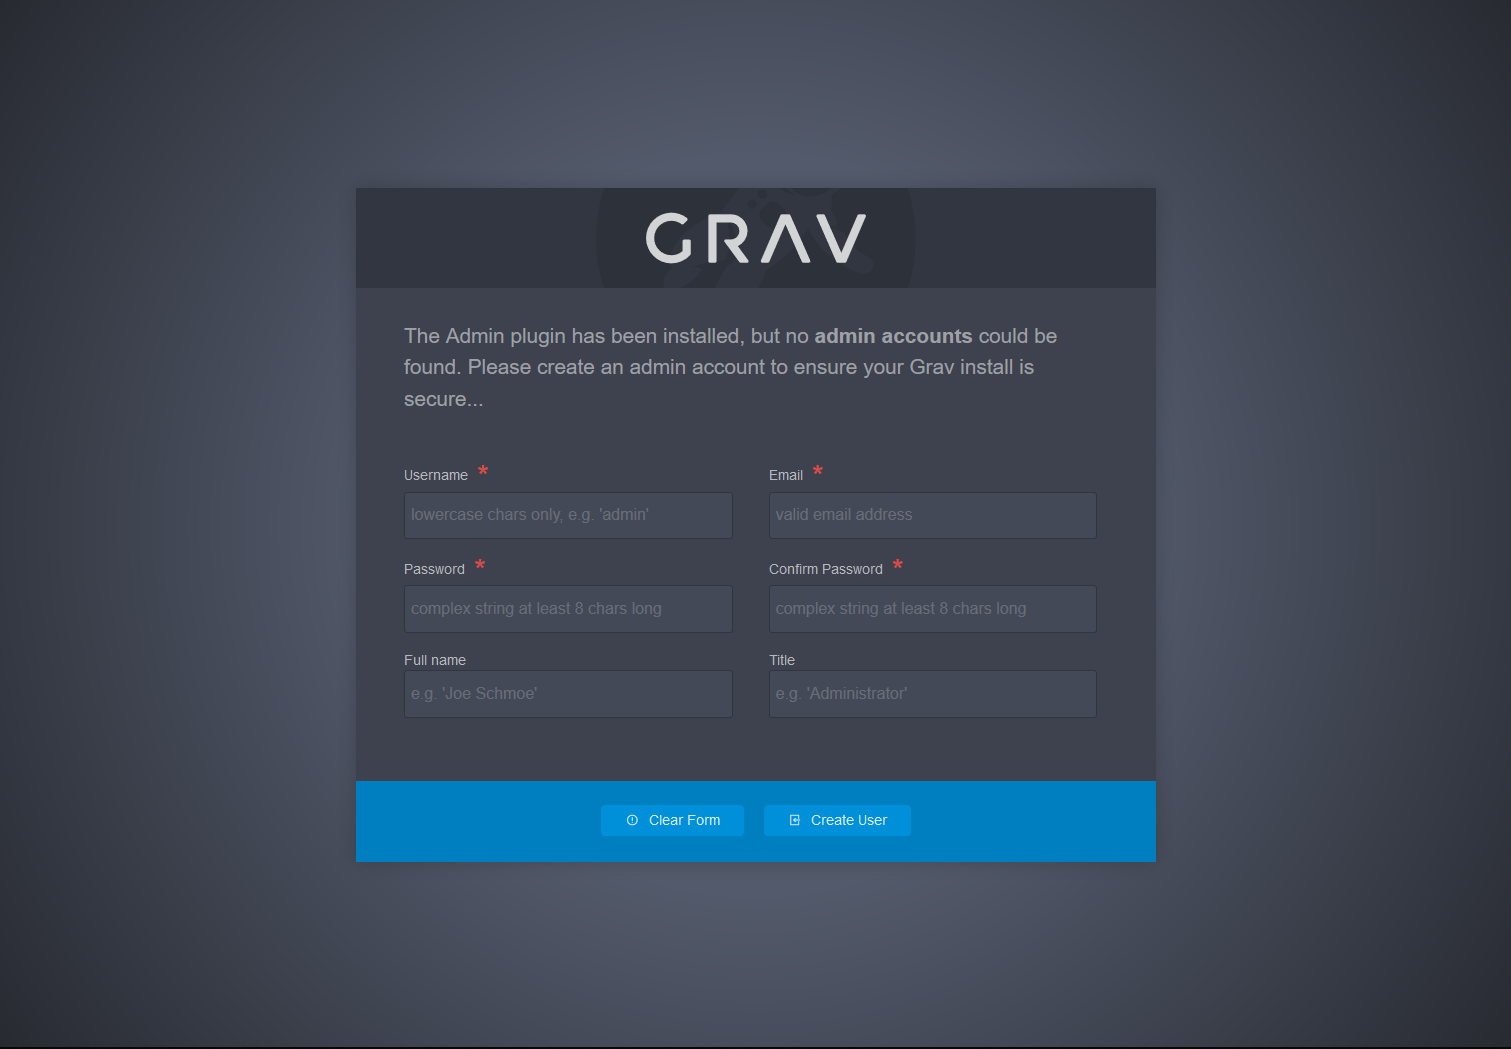 GRAV
The Admin plugin has been installed, but no admin accounts could be
found. Please create an admin account to ensure your Grav install is
secure...
Username *
Email *
lowercase chars only, e.g. 'admin'
valid email address
Password *
Confirm Password *
complex string at least 8 chars long
complex string at least 8 chars long
Full name
Title
e.g. 'Joe Schmoe'
e.g. 'Administrator'
Clear Form
Create User